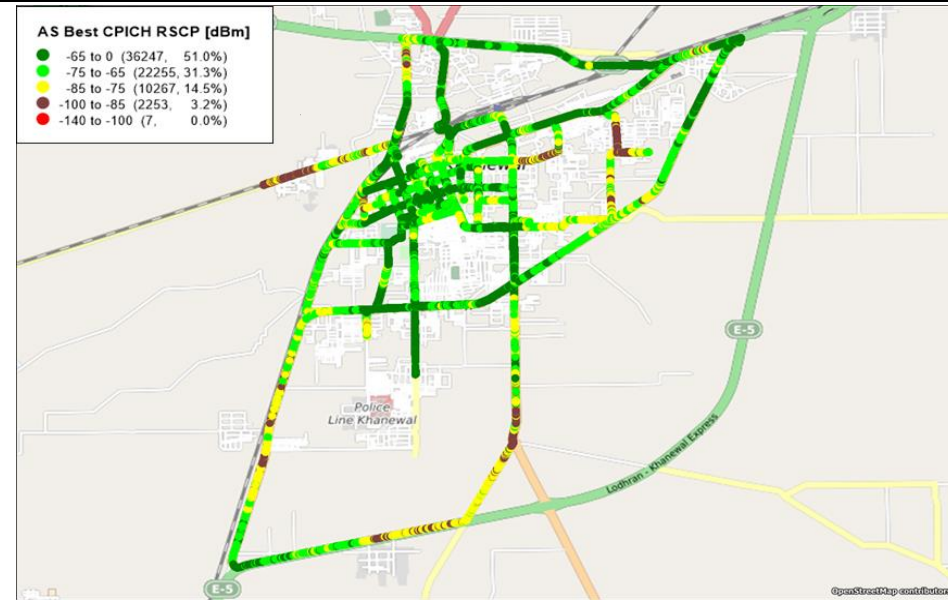 AS Best CPICH RSCP [dBm]
-65 to 0 (36247, 51.0%)
-75 to -65 (22255, 31.3%)
-85 to -75 (10267, 14.5%)
-100 to -85 (2253, 3.2%)
-140 to -100 (7, 0.0%)
E-5
Police
Line Khanewal
Lodhran - Khanewal Express
E-5
OpenStreetMap contributor